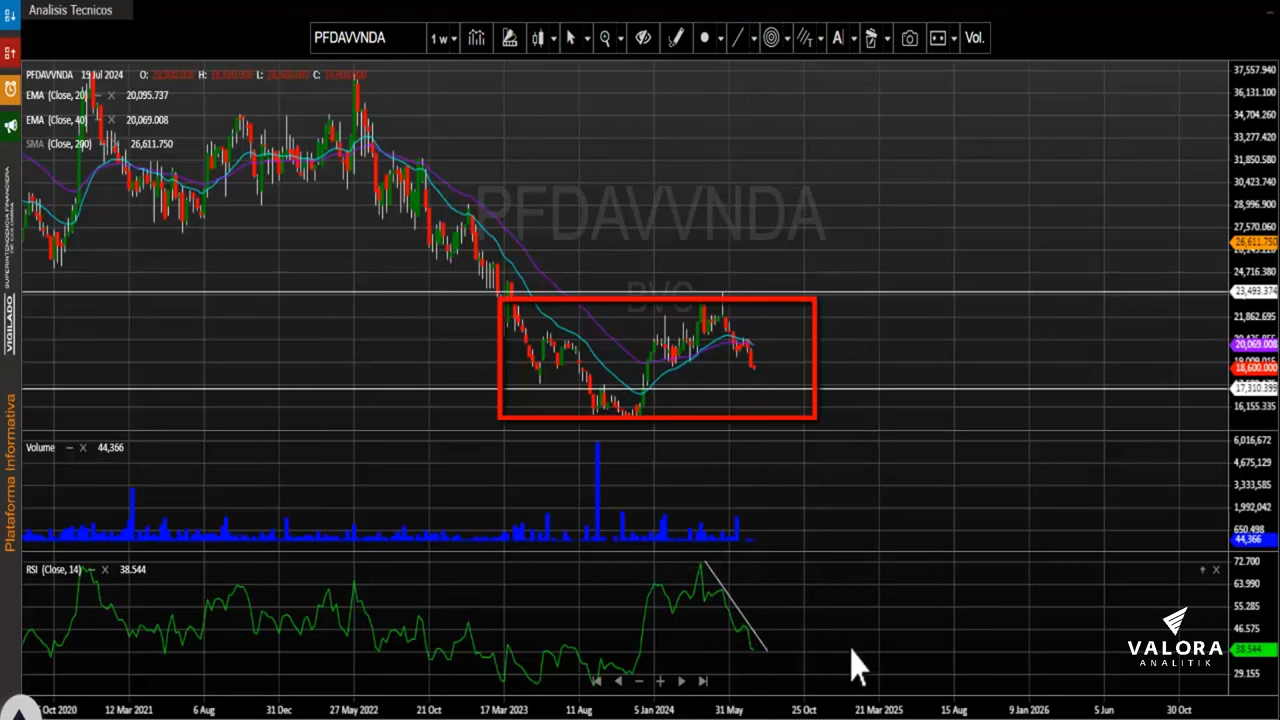 Analisis Tecnicos
PFDAVVNDA
1 w
Vol.
PFDAVVNDA 19 Jul 2024 O: H: L: C:
EMA (Close, 20) – X 20,095.737
EMA (Close, 40) – X 20,069.008
SMA (Close, 200) – X 26,611.750
PFDAVVNDA
BVC
37,557.940
36,131.100
34,704.260
33,277.420
31,850.580
30,423.740
28,996.900
27,570.060
26,611.750
24,716.380
23,493.374
21,862.695
20,069.008
18,600.000
17,310.395
16,155.335
Volume – X 44,366
6,016,672
4,675,129
3,333,585
1,992,042
650,498
44,366
RSI (Close, 14) – X 38.544
72.700
63.990
55.285
46.575
38.544
29.155
Oct 2020
12 Mar 2021
6 Aug
31 Dec
27 May 2022
21 Oct
17 Mar 2023
11 Aug
5 Jan 2024
31 May
25 Oct
21 Mar 2025
15 Aug
9 Jan 2026
5 Jun
30 Oct
VIGILADO
Plataforma Informativa
VALORA
ANALITIK